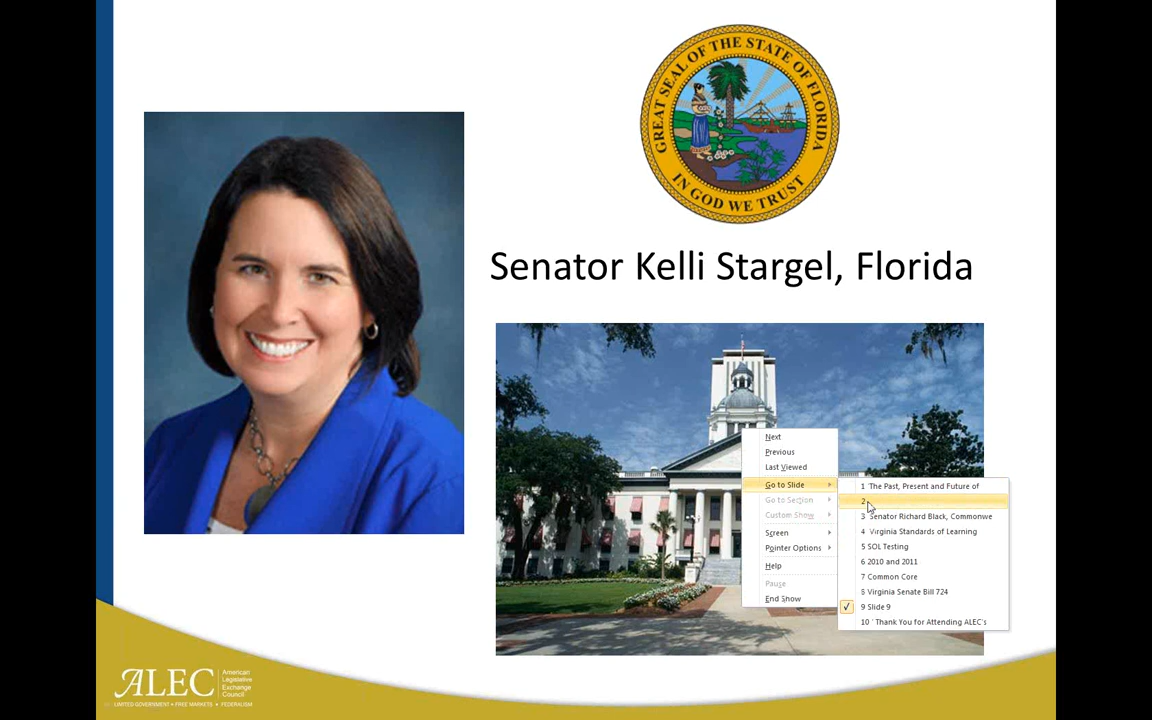 GREAT SEAL OF THE STATE OF FLORIDA
IN GOD WE TRUST
Senator Kelli Stargel, Florida
Next
Previous
Last Viewed
Go to Slide
Go to Section
Custom Show
Screen
Pointer Options
Help
Pause
End Show
1 The Past, Present and Future of
2
3 Senator Richard Black, Commonwe
4 Virginia Standards of Learning
5 SOL Testing
6 2010 and 2011
7 Common Core
8 Virginia Senate Bill 724
9 Slide 9
10 ' Thank You for Attending ALEC's
ALEC
American
Legislative
Exchange
Council
LIMITED GOVERNMENT • FREE MARKETS • FEDERALISM